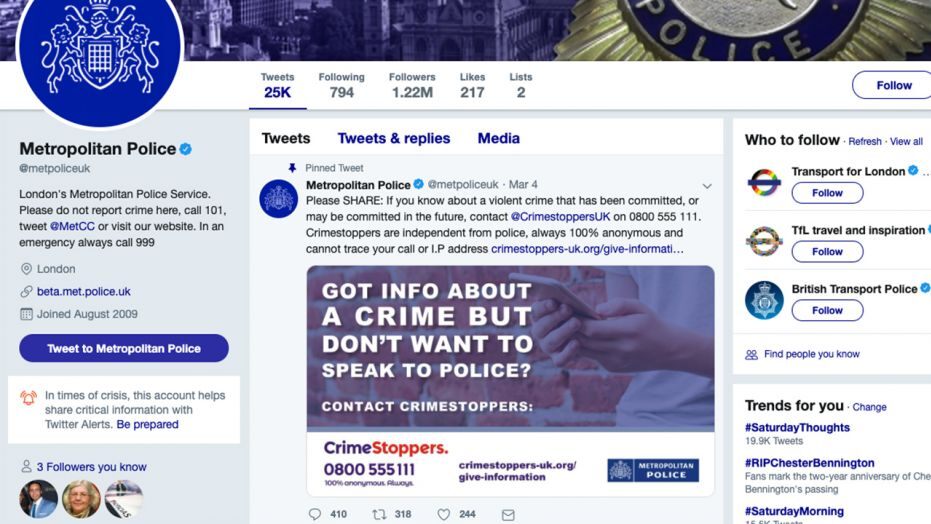 POLICE
Tweets Following Followers Likes Lists
25K 794 1.22M 217 2
Follow
Metropolitan Police
@metpoliceuk
London's Metropolitan Police Service.
Please do not report crime here, call 101,
tweet @MetCC or visit our website. In an
emergency always call 999
London
beta.met.police.uk
Joined August 2009
Tweet to Metropolitan Police
In times of crisis, this account helps
share critical information with
Twitter Alerts. Be prepared
3 Followers you know
Tweets Tweets & replies Media
Pinned Tweet
Metropolitan Police @metpoliceuk · Mar 4
Please SHARE: If you know about a violent crime that has been committed, or
may be committed in the future, contact @CrimestoppersUK on 0800 555 111.
Crimestoppers are independent from police, always 100% anonymous and
cannot trace your call or I.P address crimestoppers-uk.org/give-informati…
GOT INFO ABOUT
A CRIME BUT
DON'T WANT TO
SPEAK TO POLICE?
CONTACT CRIMESTOPPERS:
CrimeStoppers.
0800 555111
100% anonymous. Always.
crimestoppers-uk.org/
give-information
METROPOLITAN
POLICE
410 318 244
Who to follow · Refresh · View all
Transport for London …
Follow
TfL travel and inspiration
Follow
British Transport Police
Follow
Find people you know
Trends for you · Change
#SaturdayThoughts
19.9K Tweets
#RIPChesterBennington
Fans mark the two-year anniversary of Che
Bennington's passing
#SaturdayMorning
15.5K Tweets